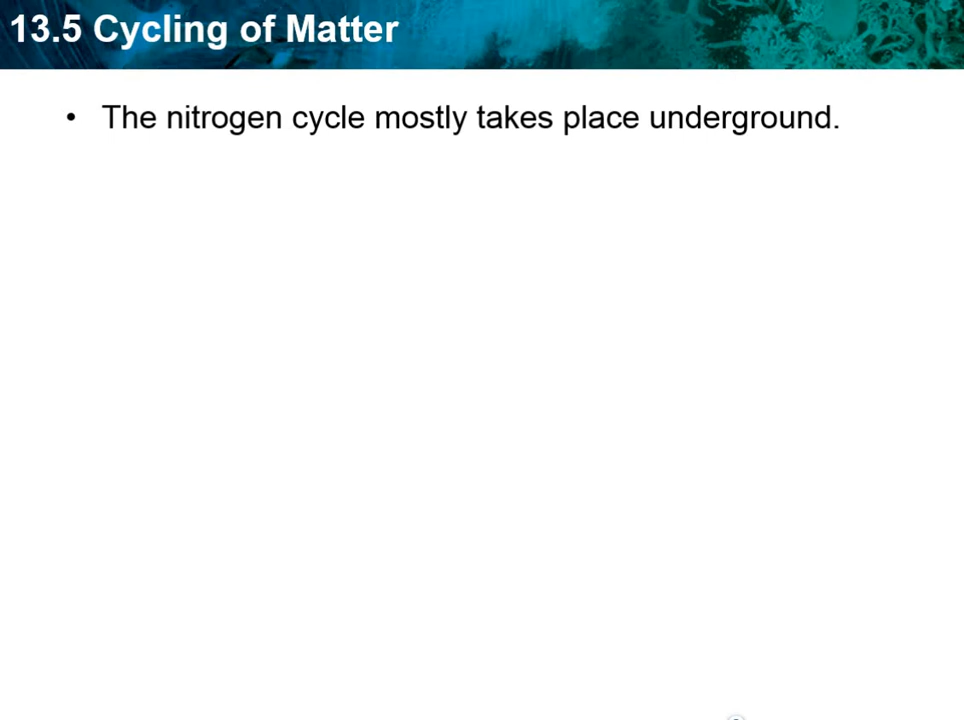 13.5 Cycling of Matter
• The nitrogen cycle mostly takes place underground.